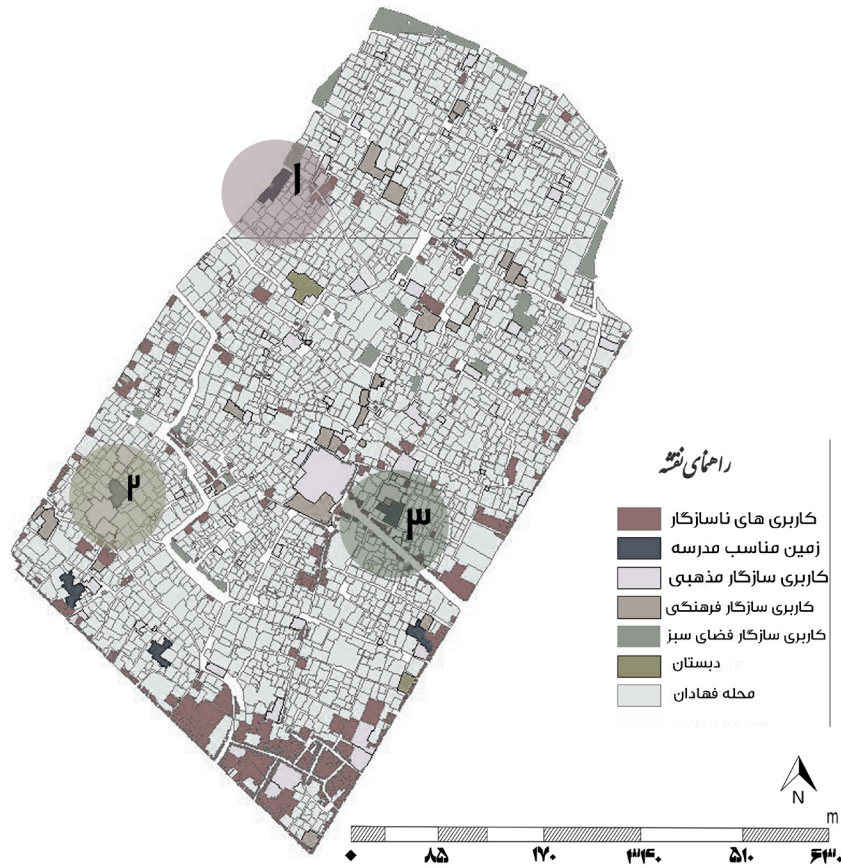 ۱
۲
۳
راهنمای نقشه
کاربری های ناسازگار
زمین مناسب مدرسه
کاربری سازگار مذهبی
کاربری سازگار فرهنگی
کاربری سازگار فضای سبز
دبستان
محله فهادان
N
m
۰ ۸۵ ۱۷۰ ۳۴۰ ۵۱۰ ۶۳۰